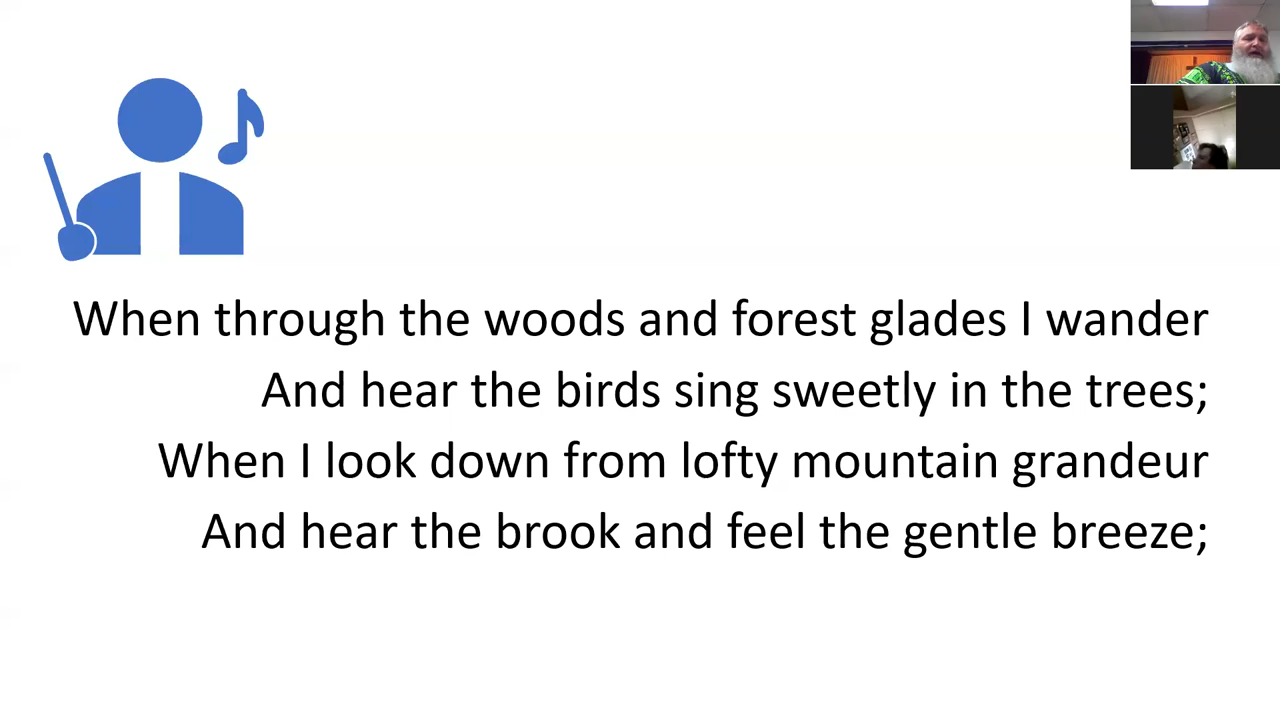 When through the woods and forest glades I wander
And hear the birds sing sweetly in the trees;
When I look down from lofty mountain grandeur
And hear the brook and feel the gentle breeze;